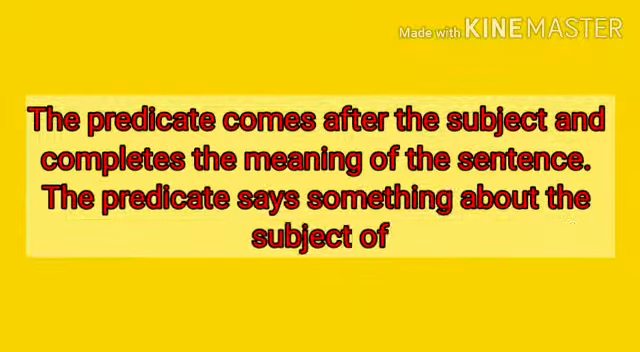 Made with KINEMASTER
The predicate comes after the subject and
completes the meaning of the sentence.
The predicate says something about the
subject of